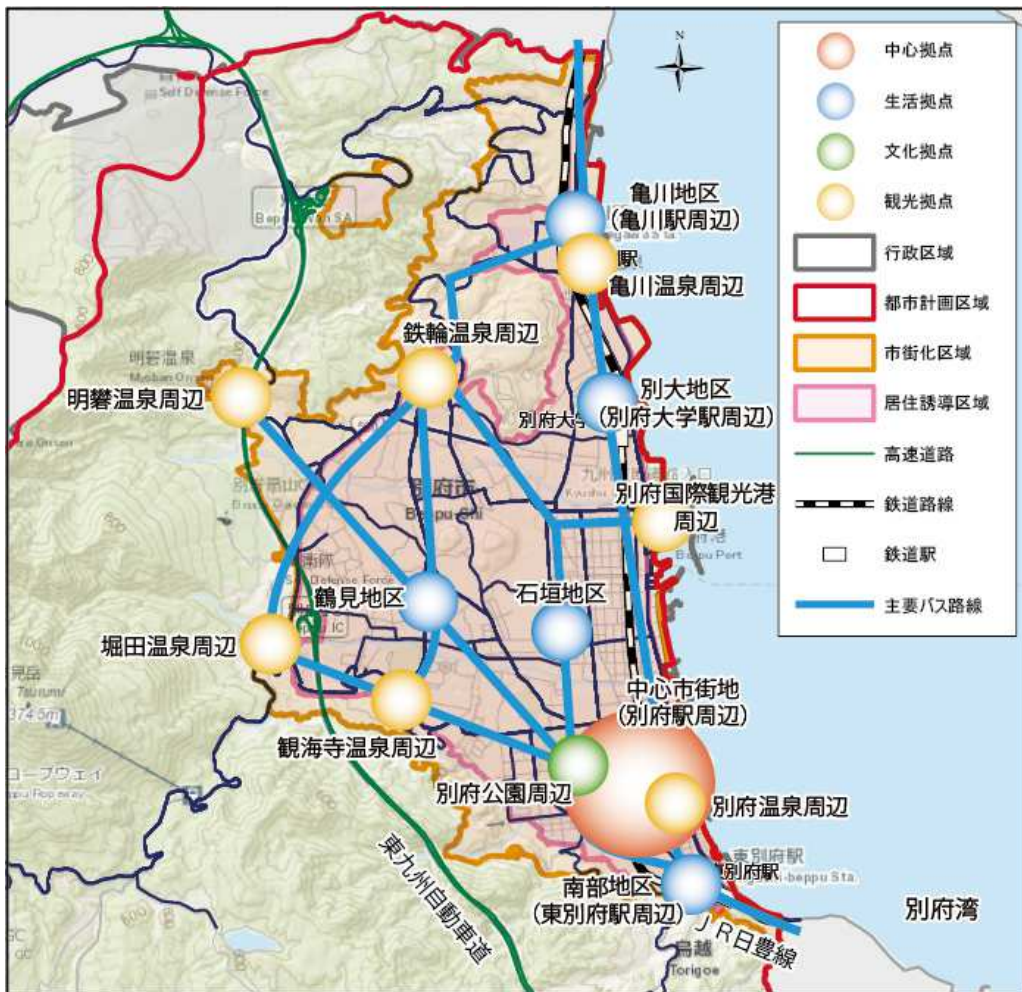 N
Self Defense Force
亀川地区
(亀川駅周辺)
駅
亀川温泉周辺
鉄輪温泉周辺
明礬温泉
明礬温泉周辺
別大地区
(別府大学駅周辺)
別府市
Beppu-Shi
別府国際観光港
周辺
Beppu Port
Self Defense Force
鶴見地区
石垣地区
堀田温泉周辺
中心市街地
(別府駅周辺)
観海寺温泉周辺
別府公園周辺
別府温泉周辺
東別府駅
南部地区
(東別府駅周辺)
別府湾
東九州自動車道
JR日豊線
鳥越
Torigoe
中心拠点
生活拠点
文化拠点
観光拠点
行政区域
都市計画区域
市街化区域
居住誘導区域
高速道路
鉄道路線
鉄道駅
主要バス路線
800
600